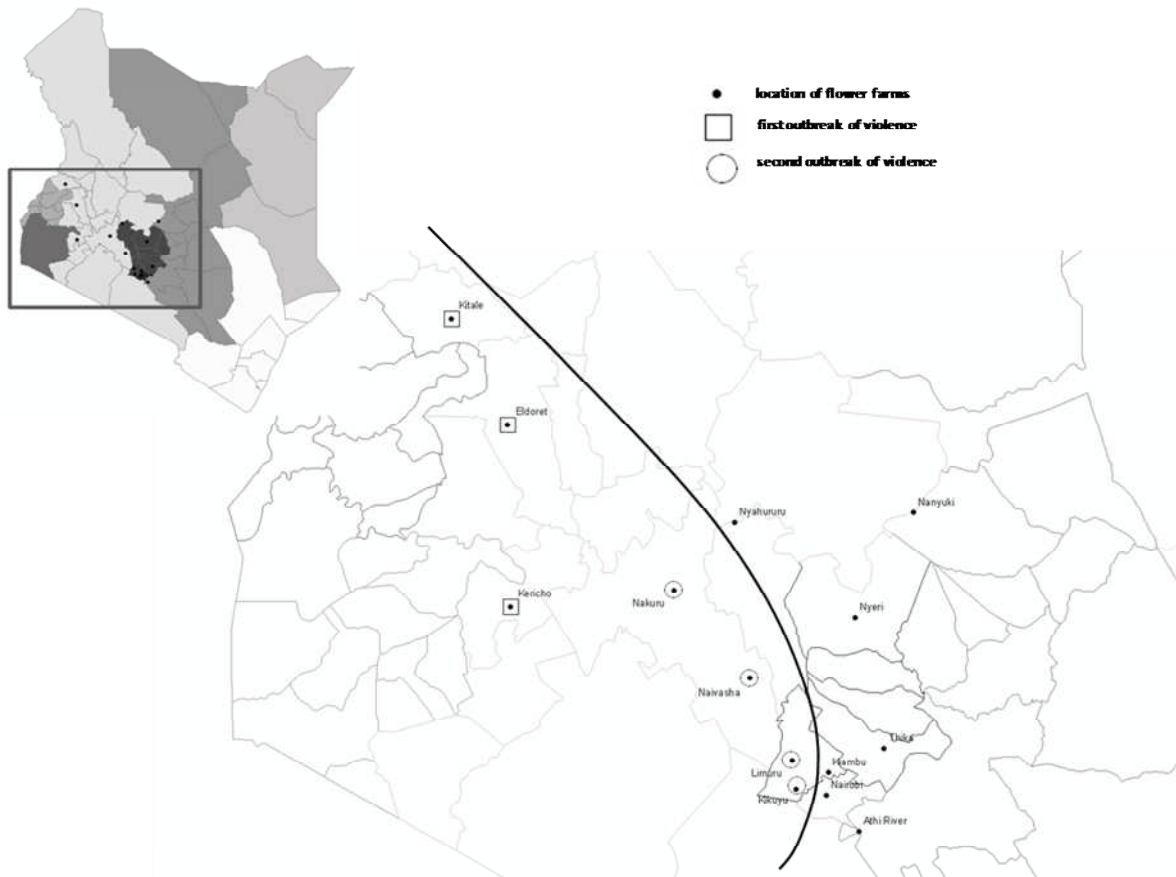 location of flower farms
first outbreak of violence
second outbreak of violence
Kitale
Eldoret
Nyahururu
Nanyuki
Kericho
Nakuru
Nyeri
Naivasha
Thika
Limuru
Kiambu
Kikuyu
Nairobi
Athi River